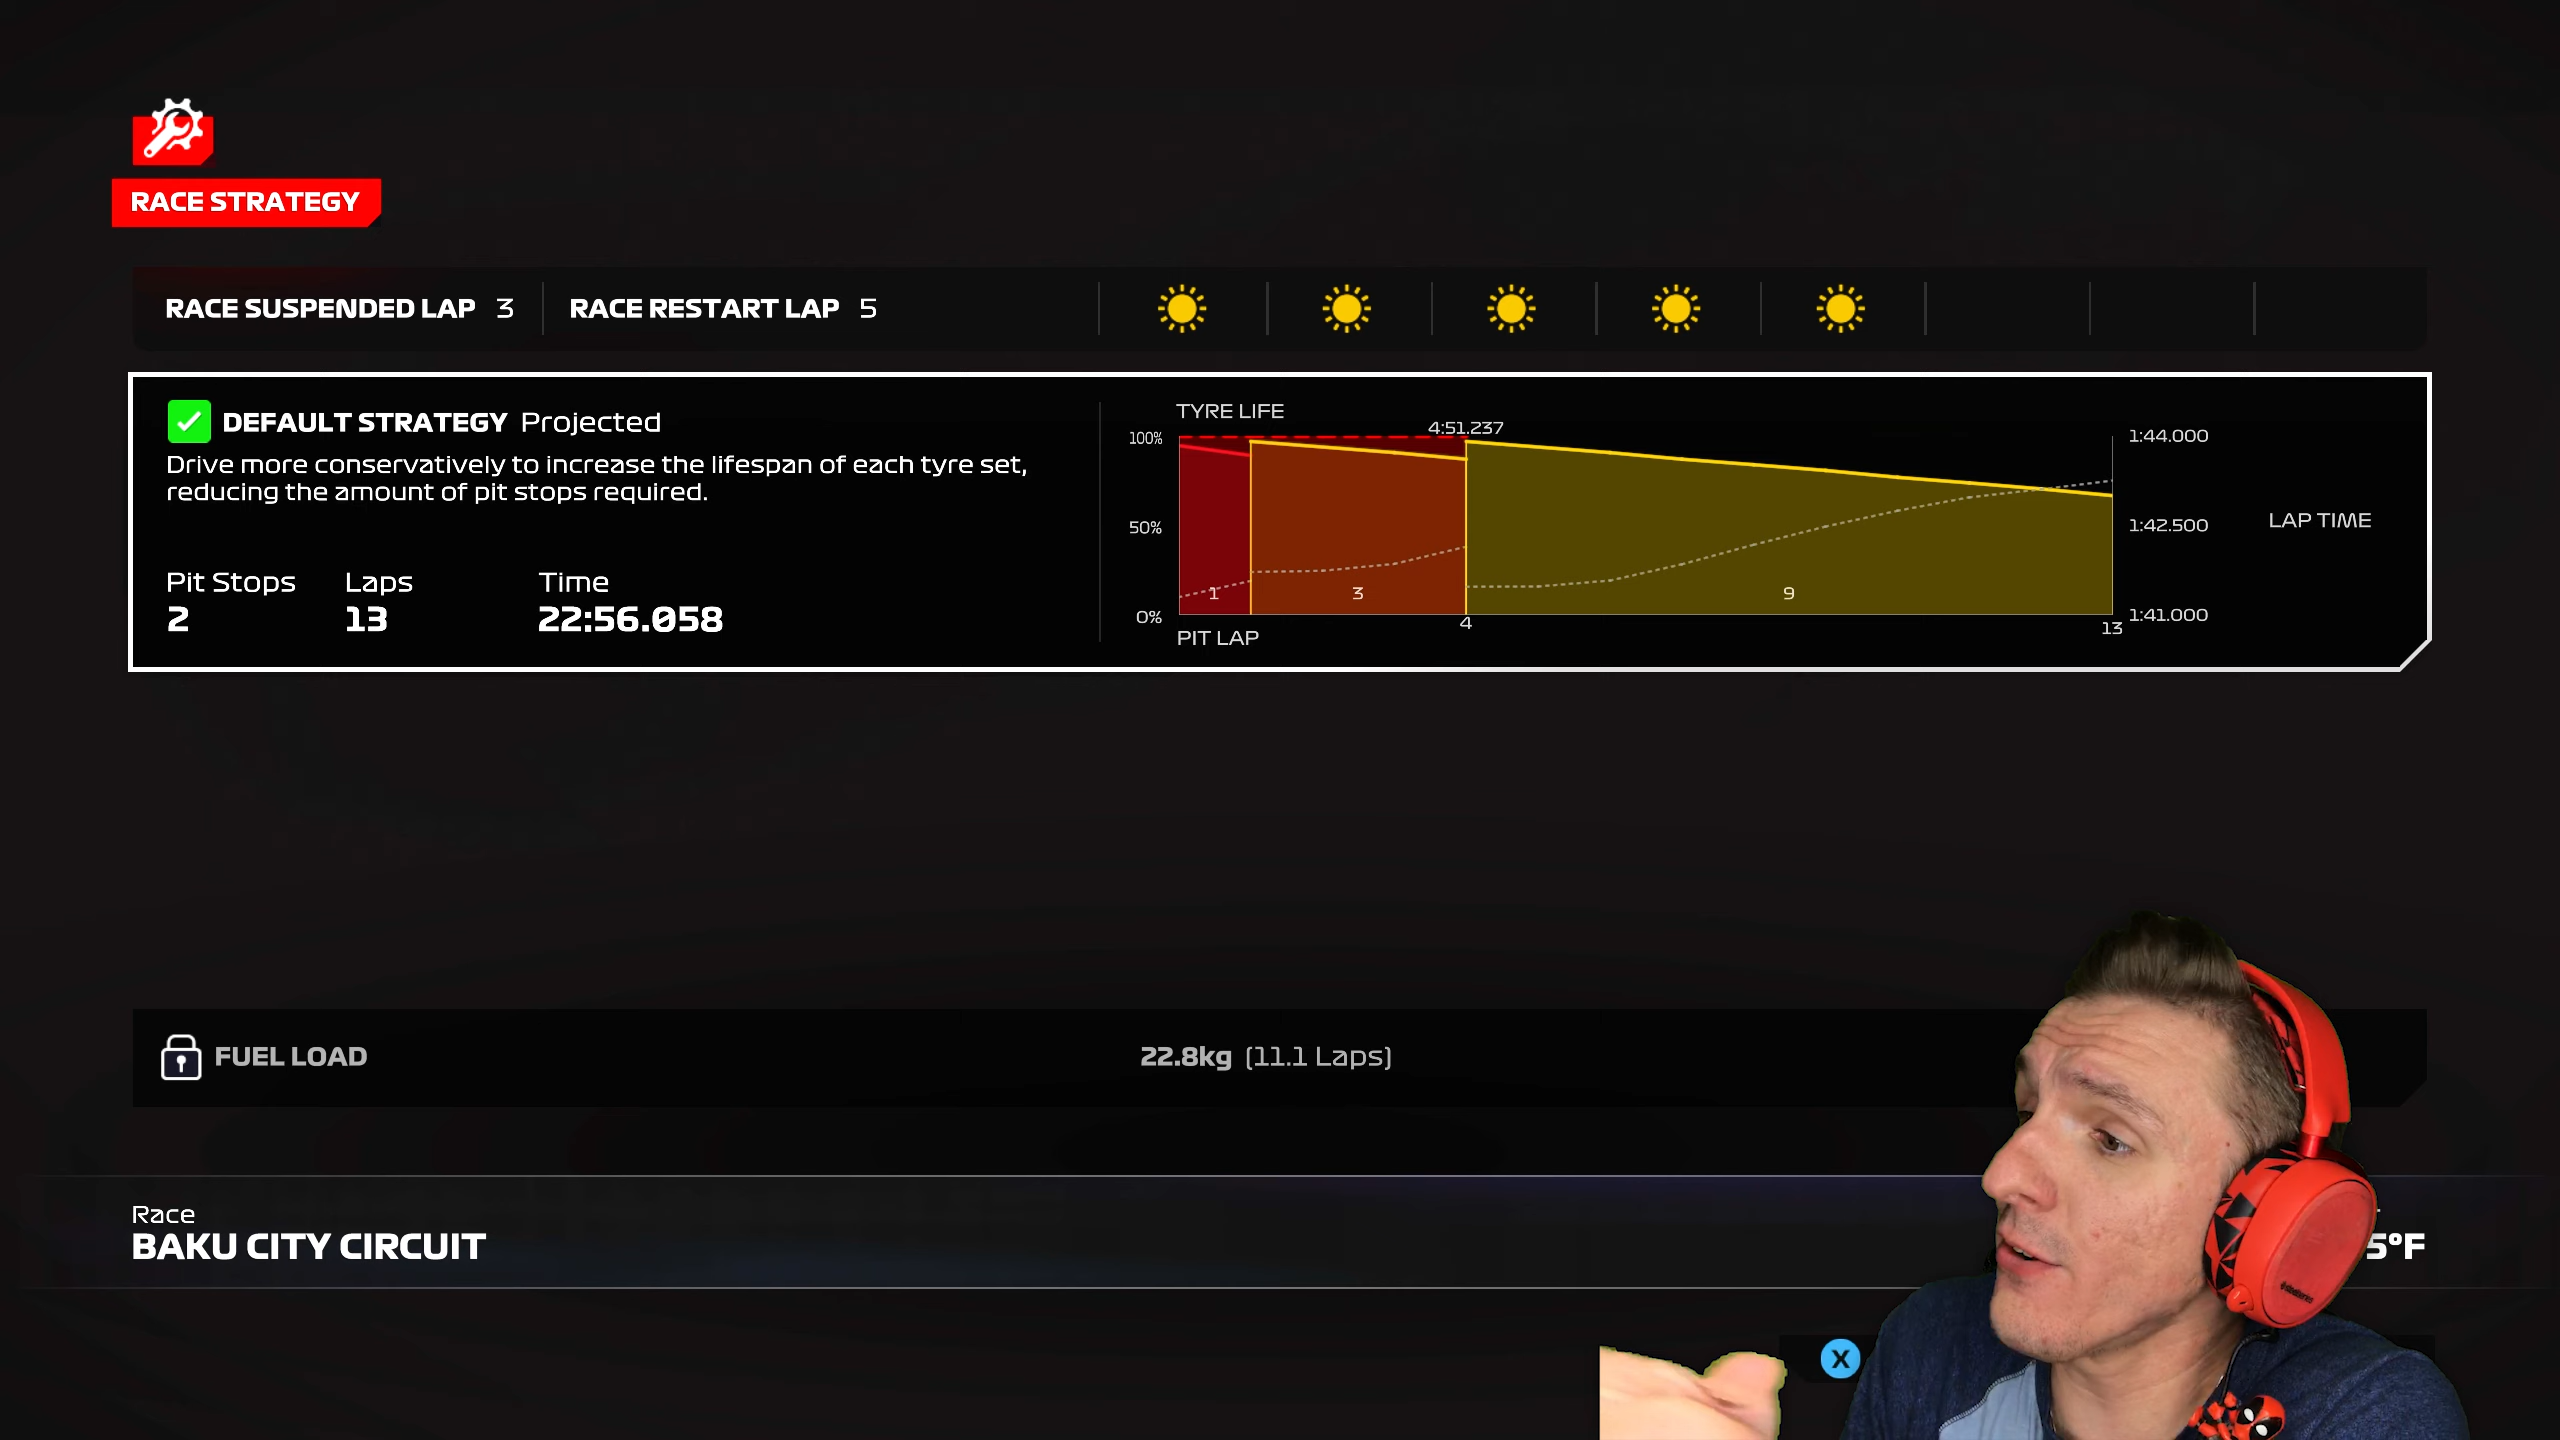 RACE STRATEGY
RACE SUSPENDED LAP 3
RACE RESTART LAP 5
DEFAULT STRATEGY Projected
Drive more conservatively to increase the lifespan of each tyre set,
reducing the amount of pit stops required.
Pit Stops
2
Laps
13
Time
22:56.058
TYRE LIFE
4:51.237
100%
50%
0%
1
3
9
4
13
PIT LAP
1:44.000
1:42.500
1:41.000
LAP TIME
FUEL LOAD
22.8kg (11.1 Laps)
Race
BAKU CITY CIRCUIT
5°F
X